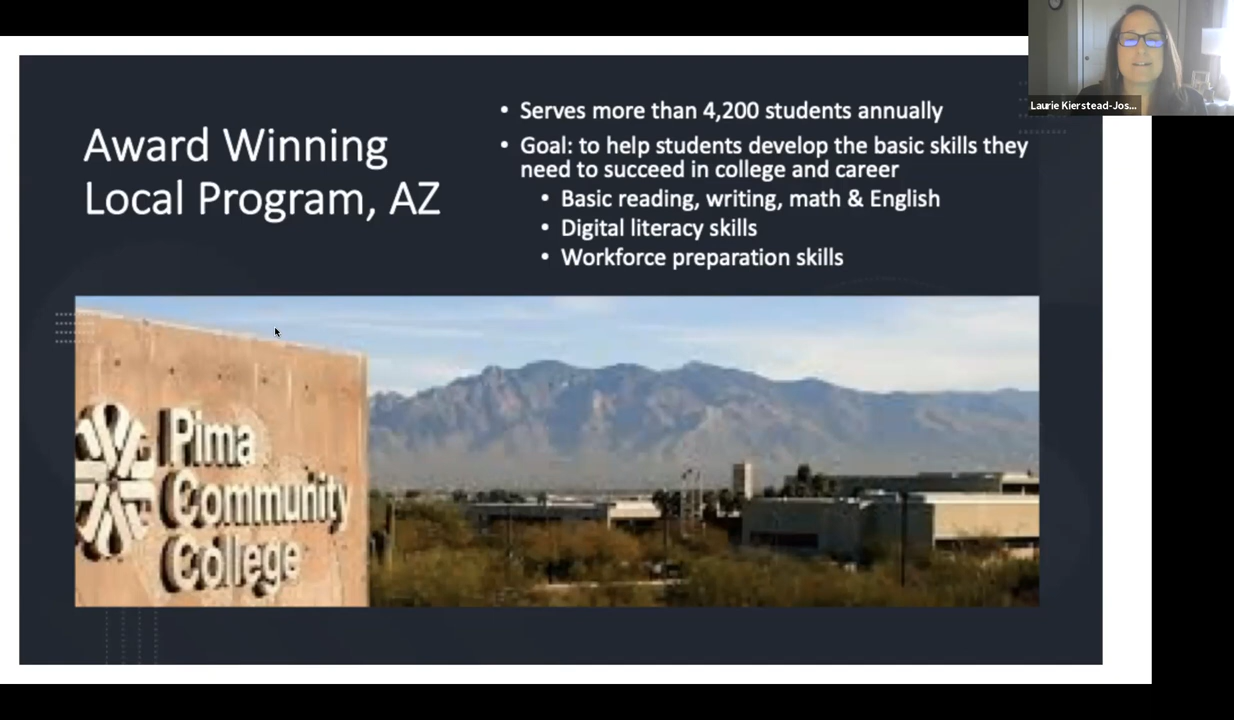 Award Winning
Local Program, AZ
• Serves more than 4,200 students annually
• Goal: to help students develop the basic skills they
need to succeed in college and career
• Basic reading, writing, math & English
• Digital literacy skills
• Workforce preparation skills
Laurie Kierstead-Jos...
Pima
Community
College